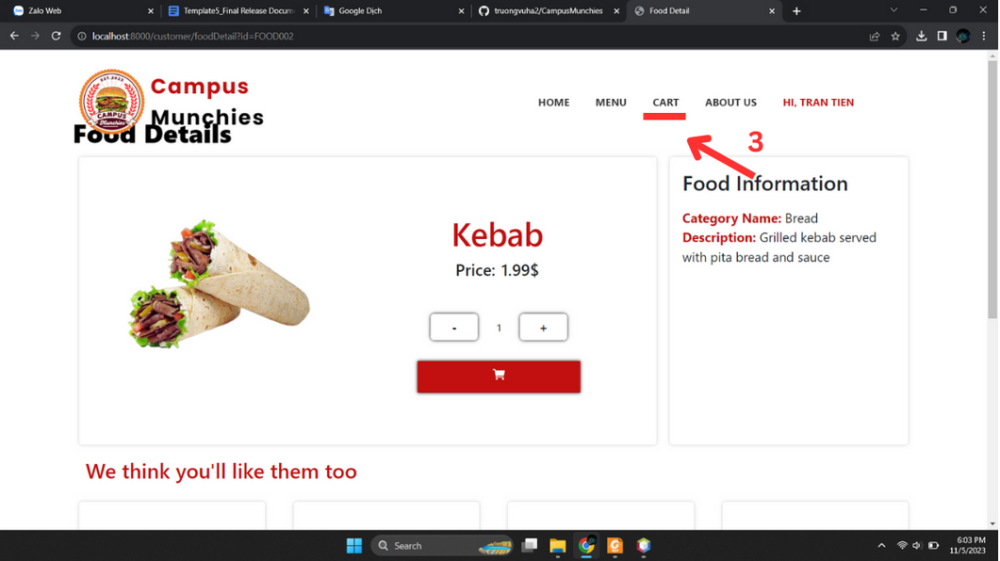 Zalo Web
Template5_Final Release Docum
Google Dịch
truongvuha2/CampusMunchies
Food Detail
localhost:8000/customer/foodDetail?id=FOOD002
EST.2023
CAMPUS
Munchies
Campus
Munchies
HOME
MENU
CART
ABOUT US
HI, TRAN TIEN
Food Details
3
Kebab
Price: 1.99$
-
1
+
Food Information
Category Name: Bread
Description: Grilled kebab served
with pita bread and sauce
We think you'll like them too
Search
6:03 PM
11/5/2023